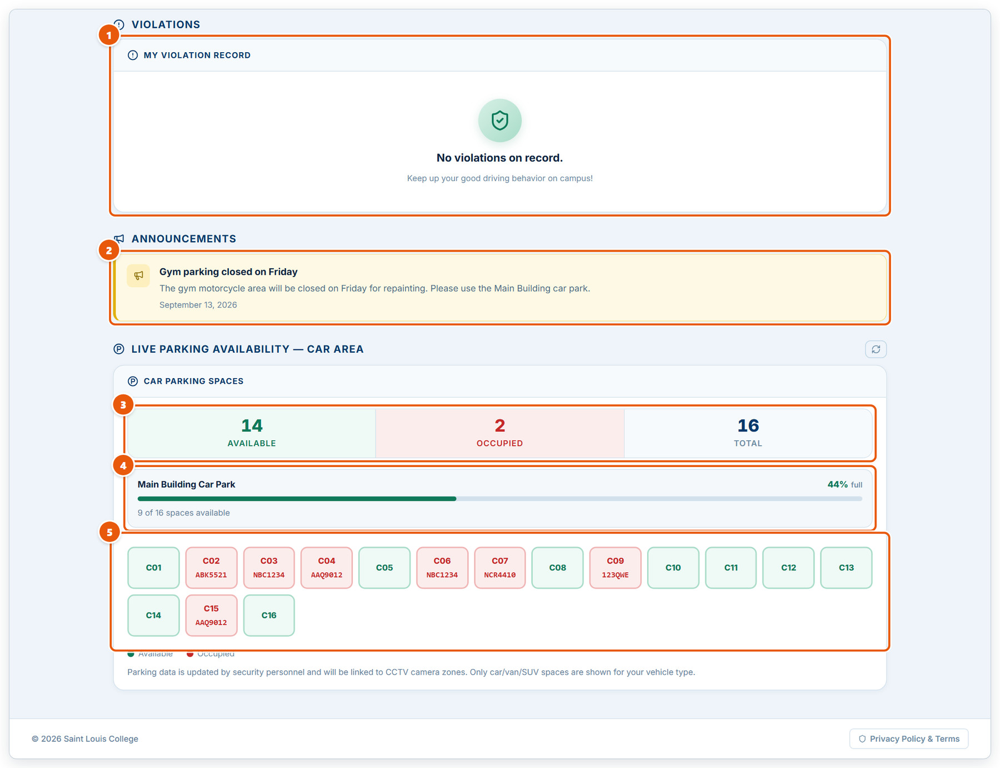 VIOLATIONS
1
MY VIOLATION RECORD
No violations on record.
Keep up your good driving behavior on campus!
ANNOUNCEMENTS
2
Gym parking closed on Friday
The gym motorcycle area will be closed on Friday for repainting. Please use the Main Building car park.
September 13, 2026
LIVE PARKING AVAILABILITY — CAR AREA
CAR PARKING SPACES
3
14 2 16
AVAILABLE OCCUPIED TOTAL
4
Main Building Car Park 44% full
9 of 16 spaces available
5
C01 C02 C03 C04 C05 C06 C07 C08 C09 C10 C11 C12 C13
ABK5521 NBC1234 AAQ9012 NBC1234 NCR4410 123QWE
C14 C15 C16
AAQ9012
Available Occupied
Parking data is updated by security personnel and will be linked to CCTV camera zones. Only car/van/SUV spaces are shown for your vehicle type.
© 2026 Saint Louis College Privacy Policy & Terms